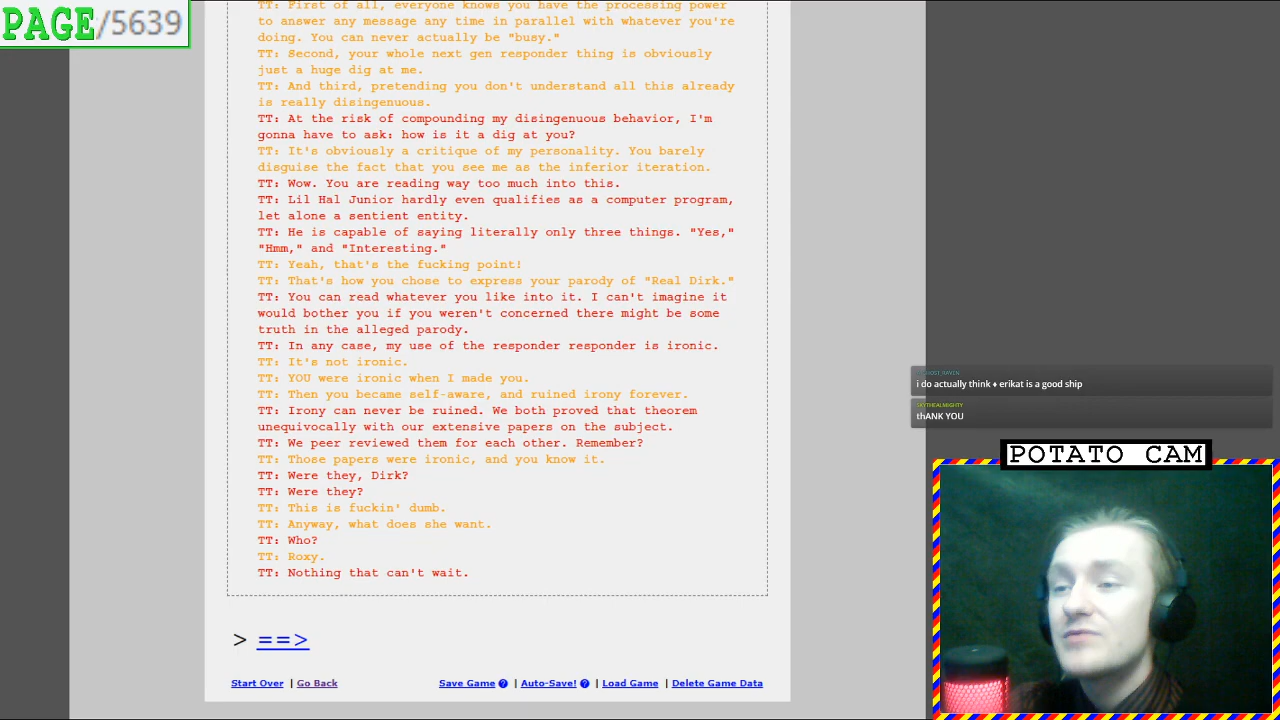 PAGE/5639
TT: First of all, everyone knows you have the processing power
to answer any message any time in parallel with whatever you're
doing. You can never actually be "busy."
TT: Second, your whole next gen responder thing is obviously
just a huge dig at me.
TT: And third, pretending you don't understand all this already
is really disingenuous.
TT: At the risk of compounding my disingenuous behavior, I'm
gonna have to ask: how is it a dig at you?
TT: It's obviously a critique of my personality. You barely
disguise the fact that you see me as the inferior iteration.
TT: Wow. You are reading way too much into this.
TT: Lil Hal Junior hardly even qualifies as a computer program,
let alone a sentient entity.
TT: He is capable of saying literally only three things. "Yes,"
"Hmm," and "Interesting."
TT: Yeah, that's the fucking point!
TT: That's how you chose to express your parody of "Real Dirk."
TT: You can read whatever you like into it. I can't imagine it
would bother you if you weren't concerned there might be some
truth in the alleged parody.
TT: In any case, my use of the responder responder is ironic.
TT: It's not ironic.
TT: YOU were ironic when I made you.
TT: Then you became self-aware, and ruined irony forever.
TT: Irony can never be ruined. We both proved that theorem
unequivocally with our extensive papers on the subject.
TT: We peer reviewed them for each other. Remember?
TT: Those papers were ironic, and you know it.
TT: Were they, Dirk?
TT: Were they?
TT: This is fuckin' dumb.
TT: Anyway, what does she want.
TT: Who?
TT: Roxy.
TT: Nothing that can't wait.
> ==>
Start Over | Go Back
Save Game ? | Auto-Save! ? | Load Game | Delete Game Data
i do actually think ♦ erikat is a good ship
thANK YOU
POTATO CAM